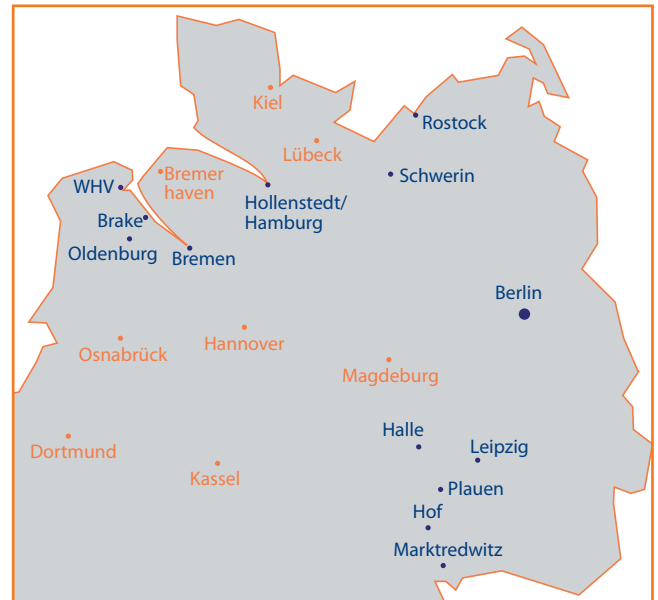 Kiel
Rostock
Lübeck
Bremer
haven
Schwerin
WHV
Hollenstedt/
Hamburg
Brake
Oldenburg
Bremen
Berlin
Hannover
Osnabrück
Magdeburg
Halle
Leipzig
Dortmund
Kassel
Plauen
Hof
Marktredwitz